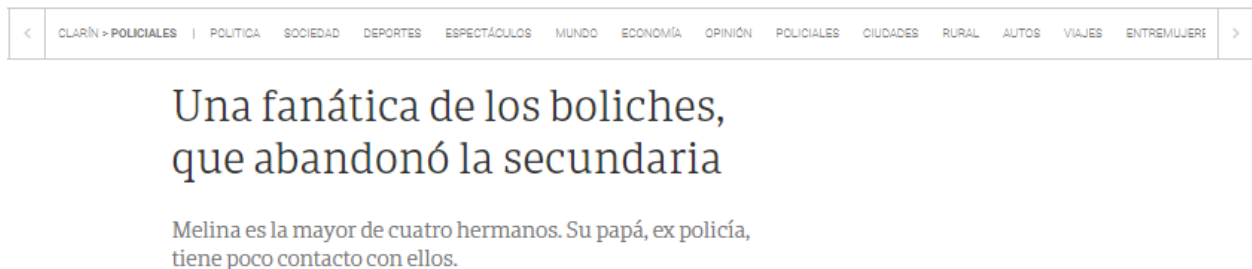 CLARÍN > POLICIALES | POLITICA SOCIEDAD DEPORTES ESPECTÁCULOS MUNDO ECONOMÍA OPINIÓN POLICIALES CIUDADES RURAL AUTOS VIAJES ENTREMUJERE
Una fanática de los boliches,
que abandonó la secundaria
Melina es la mayor de cuatro hermanos. Su papá, ex policía,
tiene poco contacto con ellos.